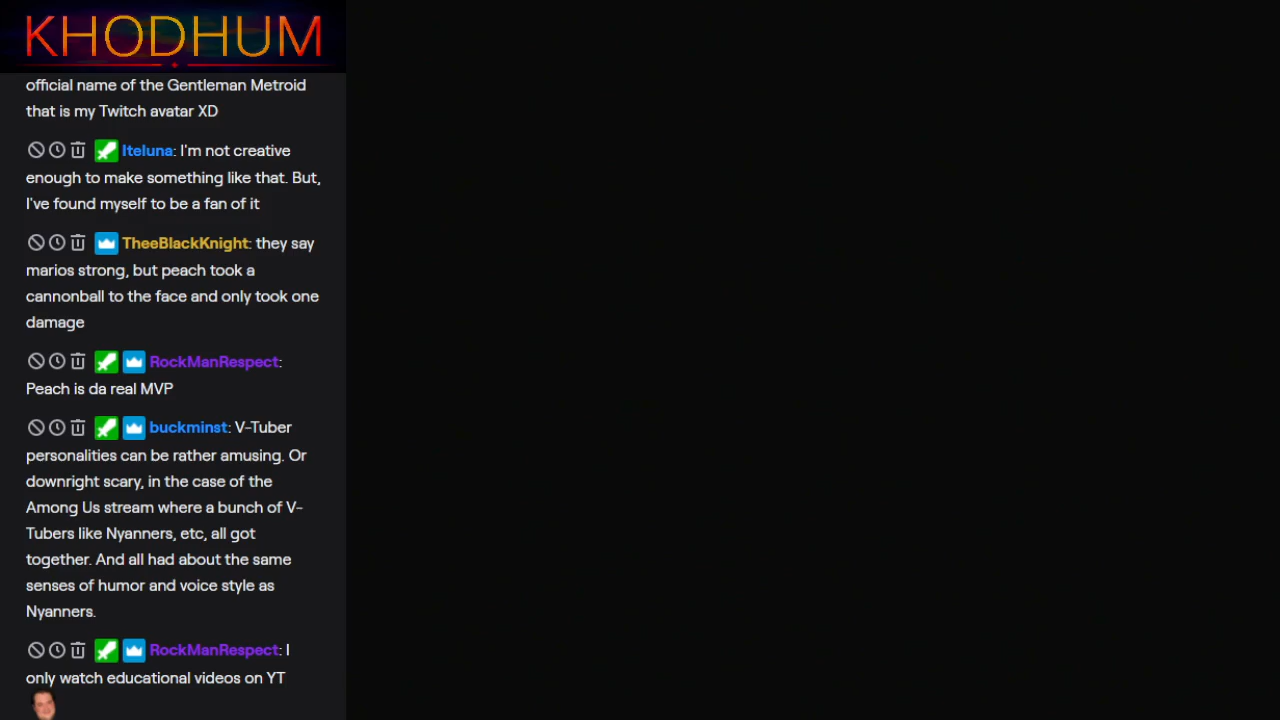 KHODHUM
official name of the Gentleman Metroid
that is my Twitch avatar XD
Iteluna: I'm not creative
enough to make something like that. But,
I've found myself to be a fan of it
TheeBlackKnight: they say
marios strong, but peach took a
cannonball to the face and only took one
damage
RockManRespect:
Peach is da real MVP
buckminst: V-Tuber
personalities can be rather amusing. Or
downright scary, in the case of the
Among Us stream where a bunch of V-
Tubers like Nyanners, etc, all got
together. And all had about the same
senses of humor and voice style as
Nyanners.
RockManRespect: I
only watch educational videos on YT